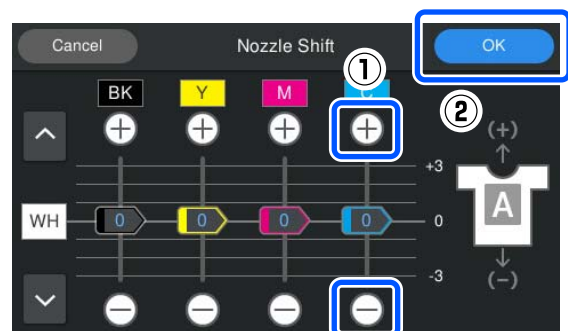 Cancel Nozzle Shift OK
①
BK Y M C
②
(+)
+3
A
WH 0 0 0 0 0
-3
(−)